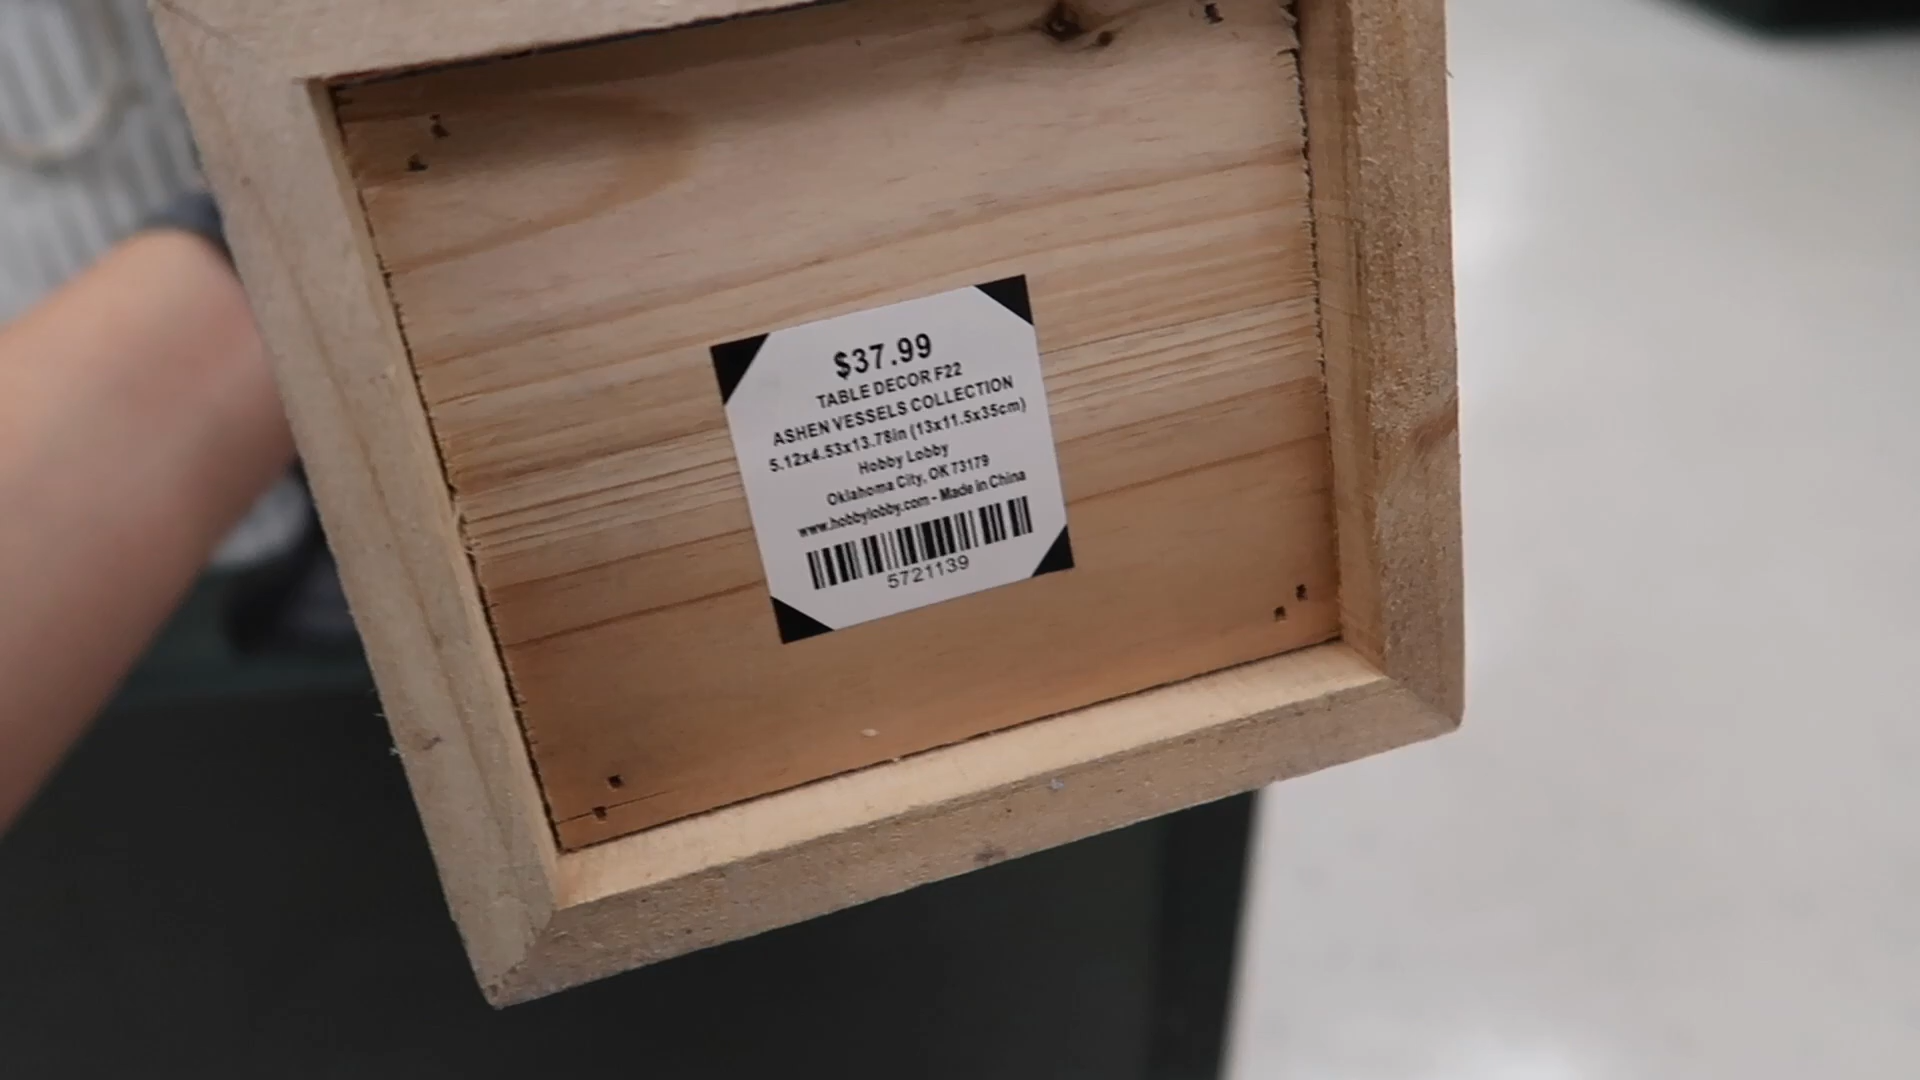 $37.99
TABLE DECOR F22
ASHEN VESSELS COLLECTION
5.12x4.53x13.78in (13x11.5x35cm)
Hobby Lobby
Oklahoma City, OK 73179
www.hobbylobby.com - Made in China
5721139